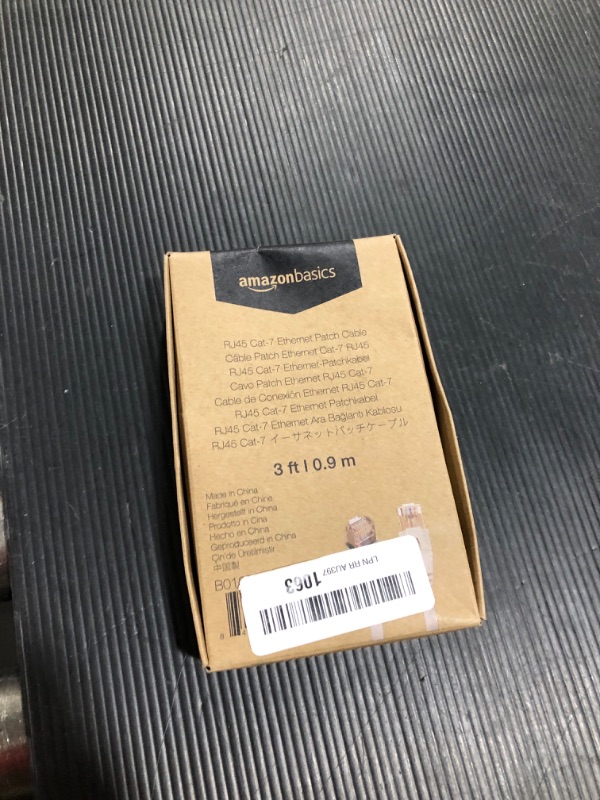 amazonbasics
RJ45 Cat-7 Ethernet Patch Cable
Câble Patch Ethernet Cat-7 RJ45
RJ45 Cat-7 Ethernet-Patchkabel
Cavo Patch Ethernet RJ45 Cat-7
Cable de Conexión Ethernet RJ45 Cat-7
RJ45 Cat-7 Ethernet Patchkabel
RJ45 Cat-7 Ethernet Ara Bağlantı Kablosu
RJ45 Cat-7 イーサネットパッチケーブル
3 ft | 0.9 m
Made in China
Fabriqué en Chine
Hergestellt in China
Prodotto in Cina
Hecho en China
Geproduceerd in China
Çin'de Üretilmiştir
中国製
B01
LPN RR AU397 1063